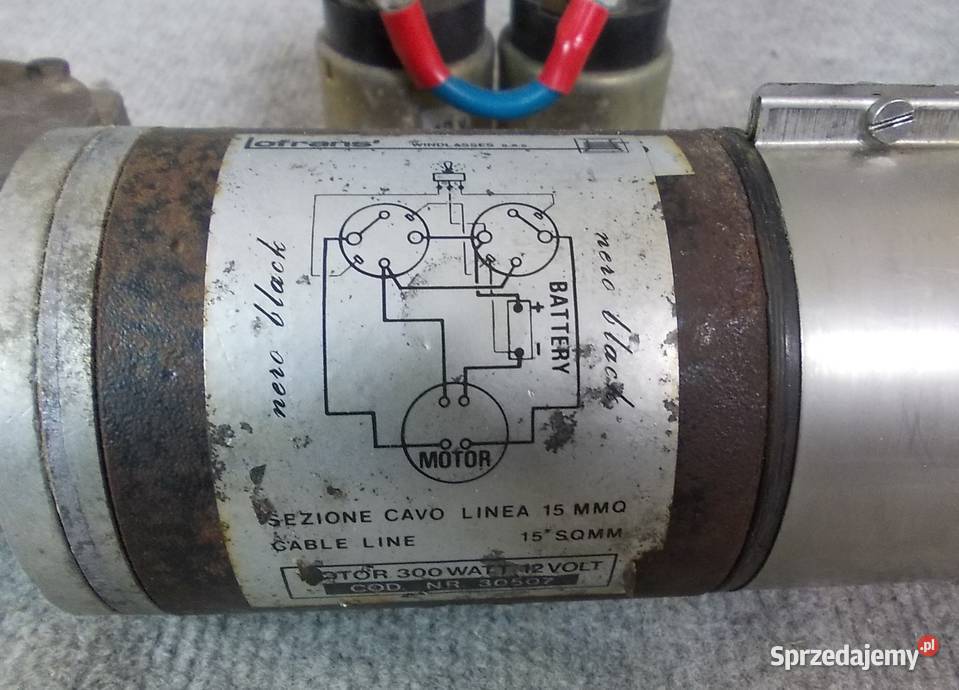 lofrans' WINDLASSES s.a.s
nero black
nero black
BATTERY
+
-
MOTOR
SEZIONE CAVO LINEA 15 MMQ
CABLE LINE 15 SQMM
MOTOR 300 WATT 12 VOLT
COD. NR 30507
Sprzedajemy.pl